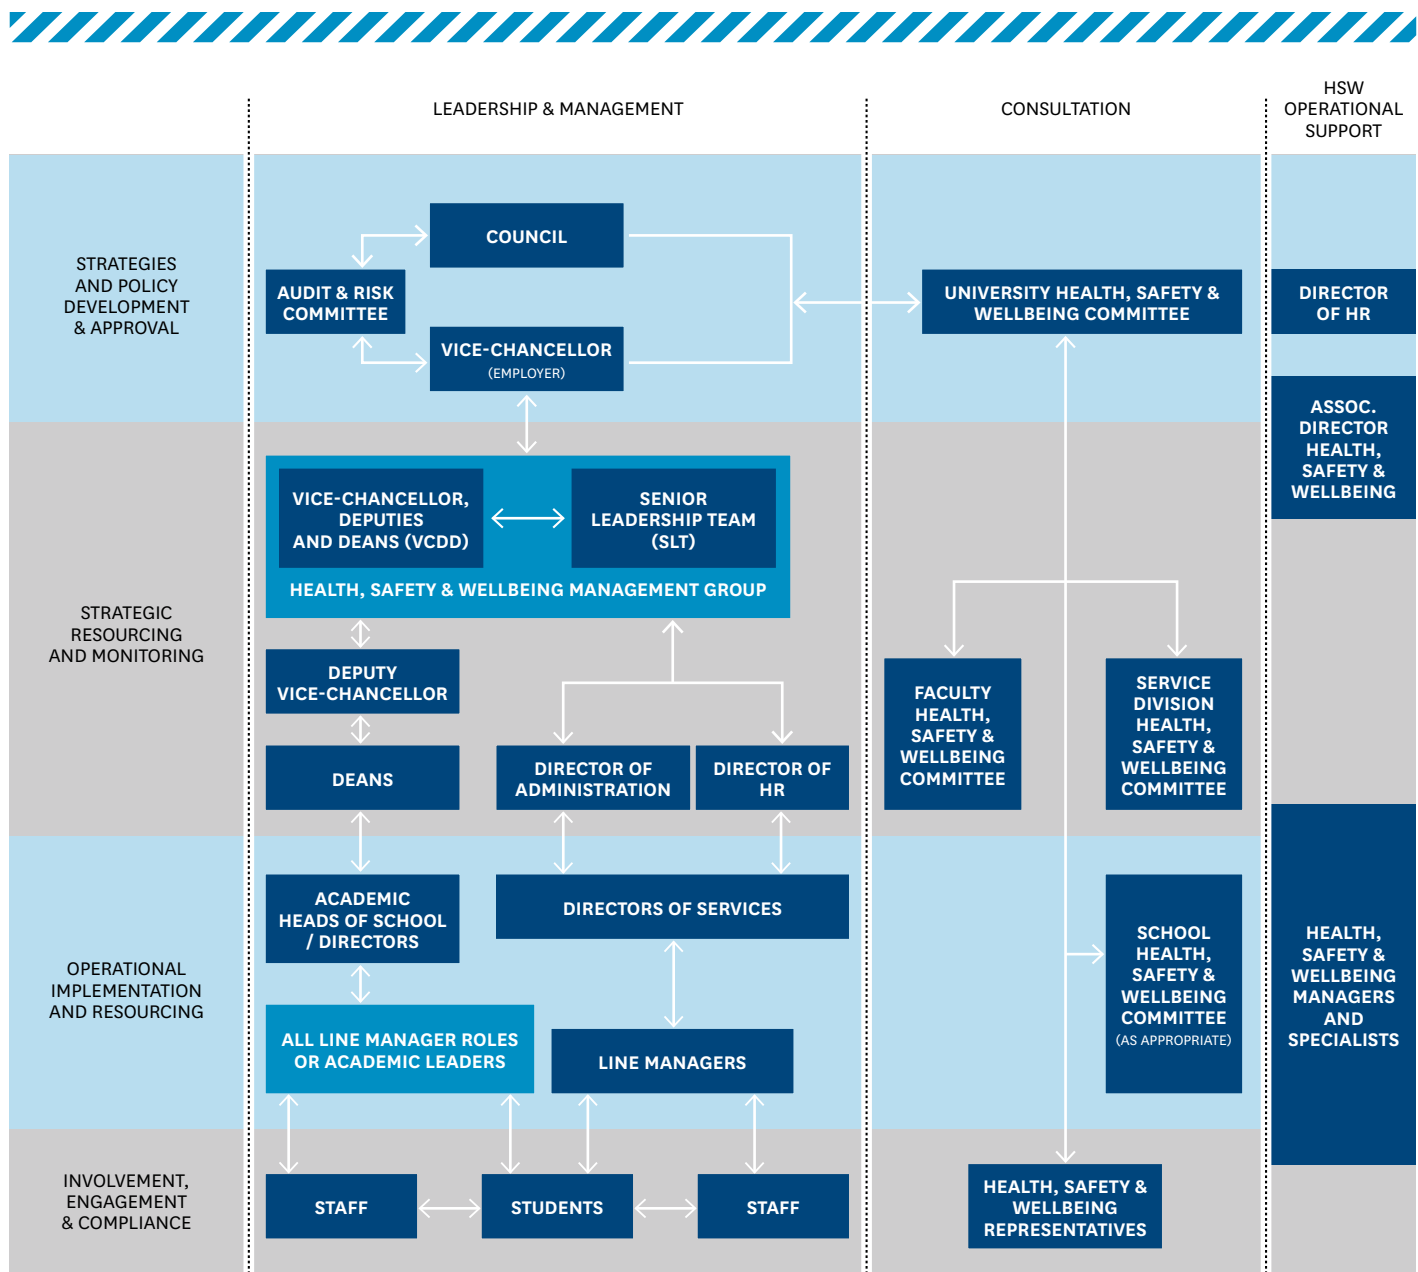 LEADERSHIP & MANAGEMENT
CONSULTATION
HSW
OPERATIONAL
SUPPORT
STRATEGIES
AND POLICY
DEVELOPMENT
& APPROVAL
COUNCIL
AUDIT & RISK
COMMITTEE
VICE-CHANCELLOR
(EMPLOYER)
UNIVERSITY HEALTH, SAFETY &
WELLBEING COMMITTEE
DIRECTOR
OF HR
ASSOC.
DIRECTOR
HEALTH,
SAFETY &
WELLBEING
STRATEGIC
RESOURCING
AND MONITORING
VICE-CHANCELLOR,
DEPUTIES
AND DEANS (VCDD)
SENIOR
LEADERSHIP TEAM
(SLT)
HEALTH, SAFETY & WELLBEING MANAGEMENT GROUP
DEPUTY
VICE-CHANCELLOR
DEANS
DIRECTOR OF
ADMINISTRATION
DIRECTOR OF
HR
FACULTY
HEALTH,
SAFETY &
WELLBEING
COMMITTEE
SERVICE
DIVISION
HEALTH,
SAFETY &
WELLBEING
COMMITTEE
OPERATIONAL
IMPLEMENTATION
AND RESOURCING
ACADEMIC
HEADS OF SCHOOL
/ DIRECTORS
DIRECTORS OF SERVICES
ALL LINE MANAGER ROLES
OR ACADEMIC LEADERS
LINE MANAGERS
SCHOOL
HEALTH,
SAFETY &
WELLBEING
COMMITTEE
(AS APPROPRIATE)
HEALTH,
SAFETY &
WELLBEING
MANAGERS
AND
SPECIALISTS
INVOLVEMENT,
ENGAGEMENT
& COMPLIANCE
STAFF
STUDENTS
STAFF
HEALTH, SAFETY &
WELLBEING
REPRESENTATIVES